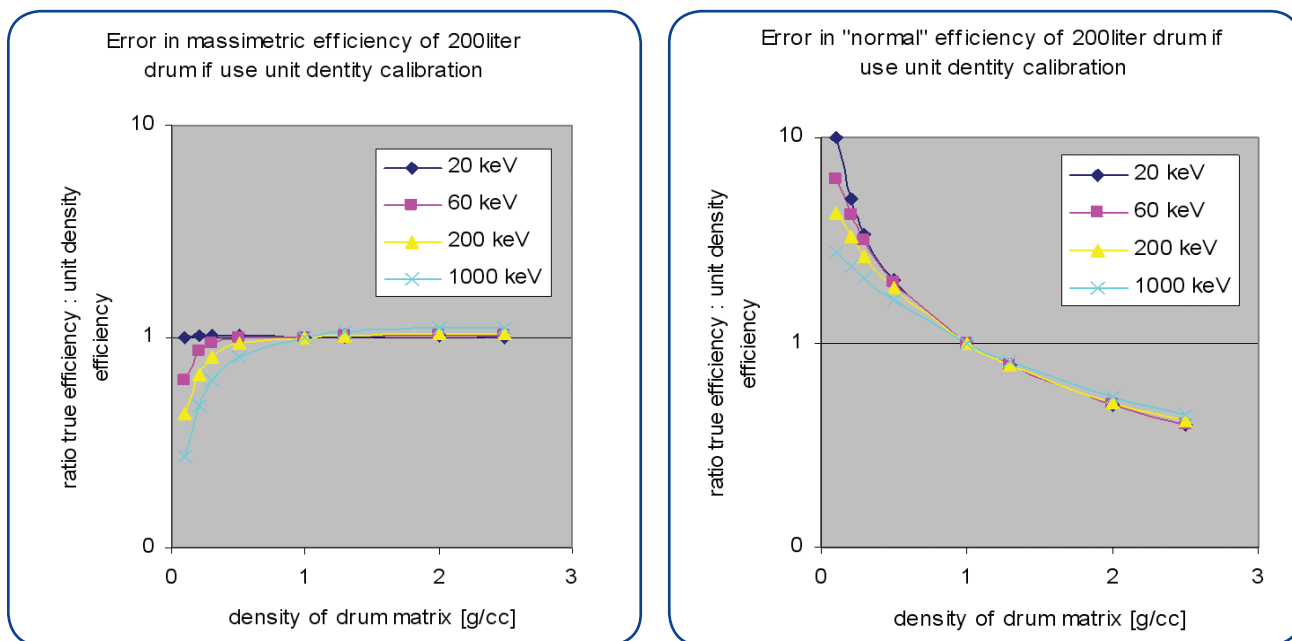 Error in massimetric efficiency of 200liter
drum if use unit dentity calibration
10
1
0
ratio true efficiency : unit density
efficiency
20 keV
60 keV
200 keV
1000 keV
0
1
2
3
density of drum matrix [g/cc]
Error in "normal" efficiency of 200liter drum if
use unit dentity calibration
10
1
0
ratio true efficiency : unit density
efficiency
20 keV
60 keV
200 keV
1000 keV
0
1
2
3
density of drum matrix [g/cc]